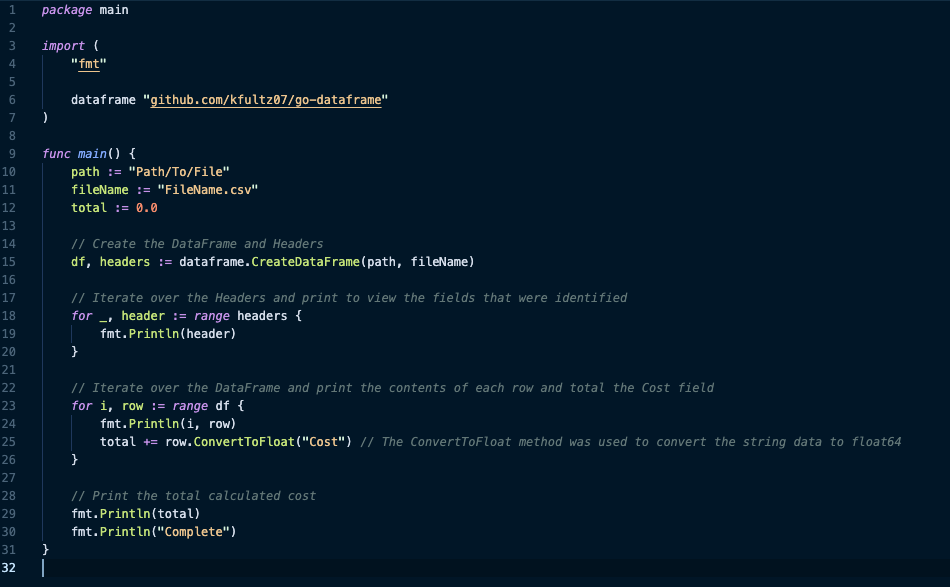 1 package main
2
3 import (
4 "fmt"
5
6 dataframe "github.com/kfultz07/go-dataframe"
7 )
8
9 func main() {
10 path := "Path/To/File"
11 fileName := "FileName.csv"
12 total := 0.0
13
14 // Create the DataFrame and Headers
15 df, headers := dataframe.CreateDataFrame(path, fileName)
16
17 // Iterate over the Headers and print to view the fields that were identified
18 for _, header := range headers {
19 fmt.Println(header)
20 }
21
22 // Iterate over the DataFrame and print the contents of each row and total the Cost field
23 for i, row := range df {
24 fmt.Println(i, row)
25 total += row.ConvertToFloat("Cost") // The ConvertToFloat method was used to convert the string data to float64
26 }
27
28 // Print the total calculated cost
29 fmt.Println(total)
30 fmt.Println("Complete")
31 }
32